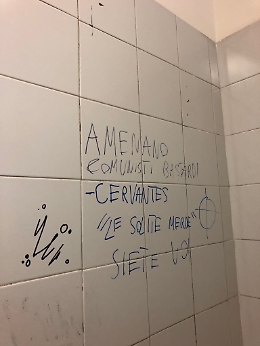 AMENANO
COMUNISTI BASTARDI
-CERVANTES
"LE SOLITE MERDE"
SIETE VOI